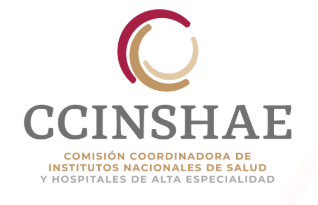 CCINSHAE
COMISIÓN COORDINADORA DE
INSTITUTOS NACIONALES DE SALUD
Y HOSPITALES DE ALTA ESPECIALIDAD